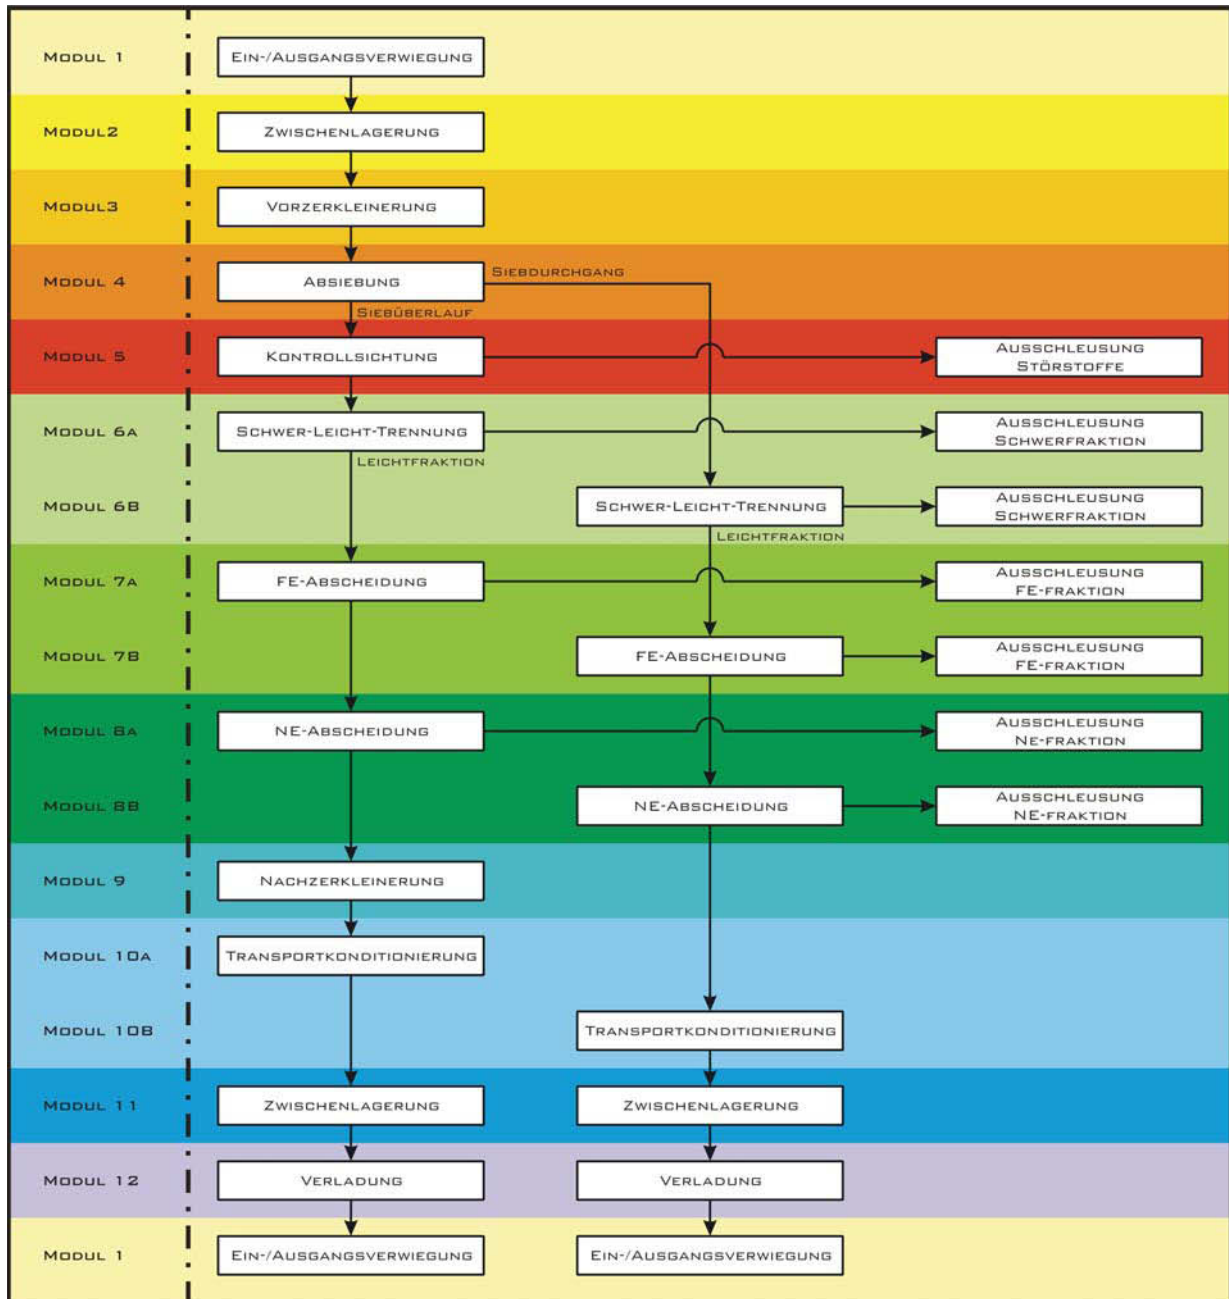 Modul 1
Ein-/Ausgangsverwiegung
Modul2
Zwischenlagerung
Modul3
Vorzerkleinerung
Modul 4
Absiebung
Siebdurchgang
Siebüberlauf
Modul 5
Kontrollsichtung
Ausschleusung
Störstoffe
Modul 6a
Schwer-Leicht-Trennung
Ausschleusung
Schwerfraktion
Leichtfraktion
Modul 6b
Schwer-Leicht-Trennung
Ausschleusung
Schwerfraktion
Leichtfraktion
Modul 7a
FE-Abscheidung
Ausschleusung
FE-fraktion
Modul 7b
FE-Abscheidung
Ausschleusung
FE-fraktion
Modul 8a
NE-Abscheidung
Ausschleusung
Ne-fraktion
Modul 8b
NE-Abscheidung
Ausschleusung
NE-fraktion
Modul 9
Nachzerkleinerung
Modul 10a
Transportkonditionierung
Modul 10b
Transportkonditionierung
Modul 11
Zwischenlagerung
Zwischenlagerung
Modul 12
Verladung
Verladung
Modul 1
Ein-/Ausgangsverwiegung
Ein-/Ausgangsverwiegung